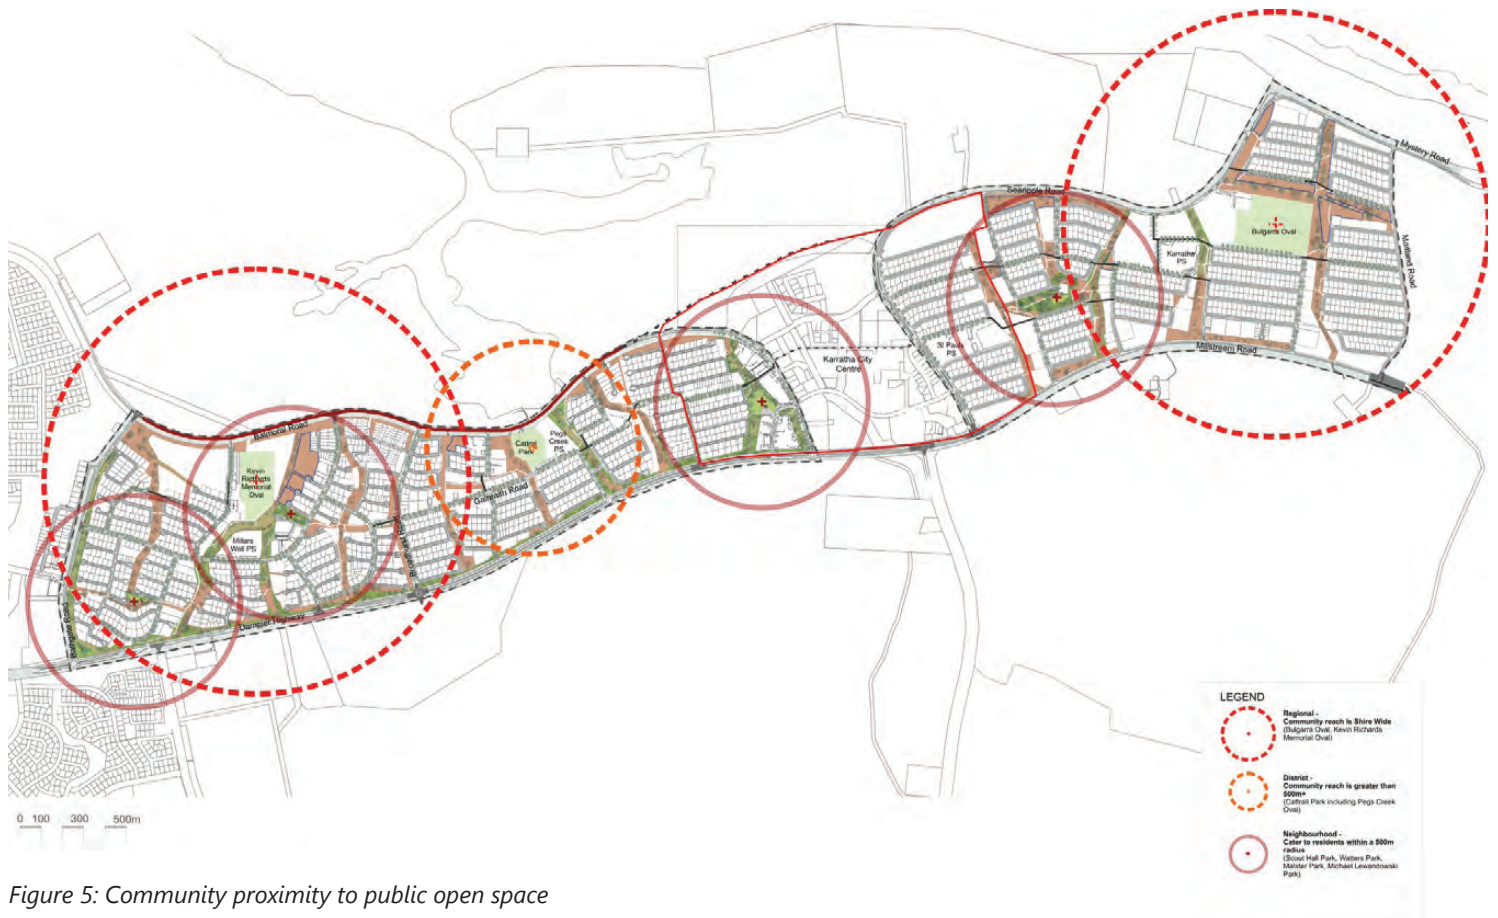 Mystery Road
Searipple Road
Bulgarra Oval
Karratha
PS
Maitland Road
Millstream Road
St Pauls
PS
Karratha City
Centre
Balmoral Road
Cattrall
Park
Pegs
Creek
PS
Galbraith Road
Kevin
Richards
Memorial
Oval
Millars
Well PS
Dampier Highway
LEGEND
Regional -
Community reach is Shire Wide
(Bulgarra Oval, Kevin Richards
Memorial Oval)
District -
Community reach is greater than
500m+
(Cattrall Park including Pegs Creek
Oval)
Neighbourhood -
Cater to residents within a 500m
radius
(Scout Hall Park, Watters Park,
Malster Park, Michael Lewandowski
Park)
0 100 300 500m
Figure 5: Community proximity to public open space